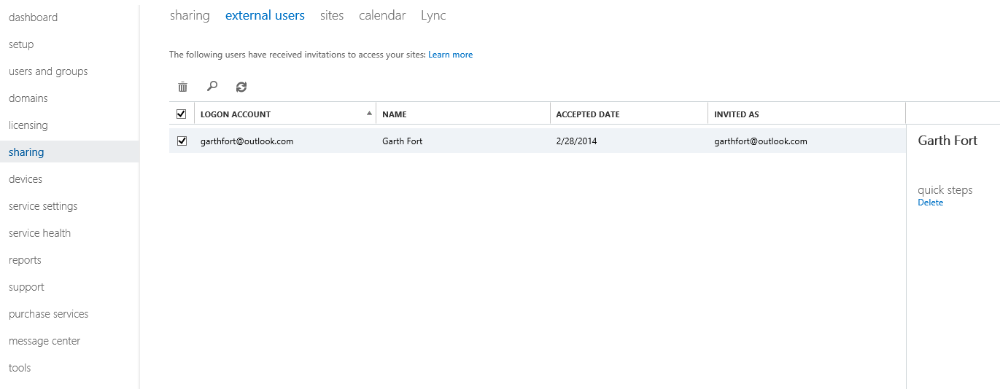 dashboard
setup
users and groups
domains
licensing
sharing
devices
service settings
service health
reports
support
purchase services
message center
tools
sharing external users sites calendar Lync
The following users have received invitations to access your sites: Learn more
LOGON ACCOUNT NAME ACCEPTED DATE INVITED AS
garthfort@outlook.com Garth Fort 2/28/2014 garthfort@outlook.com
Garth Fort
quick steps
Delete